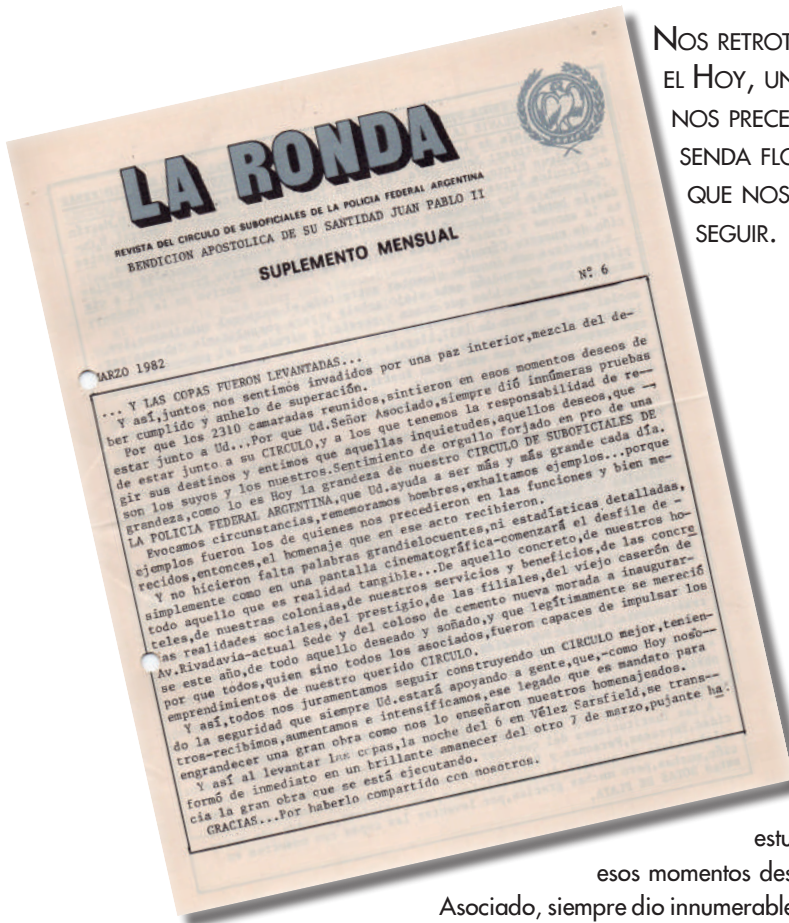 NOS RETROT
EL HOY, UN
NOS PRECE
SENDA FLO
QUE NOS
SEGUIR.
LA RONDA
REVISTA DEL CIRCULO DE SUBOFICIALES DE LA POLICIA FEDERAL ARGENTINA
BENDICION APOSTOLICA DE SU SANTIDAD JUAN PABLO II
SUPLEMENTO MENSUAL
Nº 6
MARZO 1982
... Y LAS COPAS FUERON LEVANTADAS...
Y así,juntos nos sentimos invadidos por una paz interior,mezcla del de-
ber cumplido y anhelo de superación.
Por que los 2310 camaradas reunidos,sintieron en esos momentos deseos de
estar junto a Ud...Por que Ud.Señor Asociado,siempre dió innúmeras pruebas
de estar junto a su CIRCULO,y a los que tenemos la responsabilidad de re--
gir sus destinos y entimos que aquellas inquietudes,aquellos deseos,que -
son los suyos y los nuestros.Sentimiento de orgullo forjado en pro de una
grandeza,como lo es Hoy la grandeza de nuestro CIRCULO DE SUBOFICIALES DE
LA POLICIA FEDERAL ARGENTINA,que Ud.ayuda a ser más y más grande cada día.
Evocamos circunstancias,rememoramos hombres,exhaltamos ejemplos...porque
ejemplos fueron los de quienes nos precedieron en las funciones y bien me-
recidos,entonces,el homenaje que en ese acto recibieron.
Y no hicieron falta palabras grandielocuentes,ni estadísticas detalladas,
simplemente como en una pantalla cinematográfica-comenzará el desfile de -
todo aquello que es realidad tangible...De aquello concreto,de nuestros ho-
teles,de nuestras colonias,de nuestros servicios y beneficios,de las concre
tas realidades sociales,del prestigio,de las filiales,del viejo caserón de
Av.Rivadavia-actual Sede y del coloso de cemento nueva morada a inaugurar-
se este año,de todo aquello deseado y soñado,y que legítimamente se mereció
por que todos,quien sino todos los asociados,fueron capaces de impulsar los
emprendimientos de nuestro querido CIRCULO.
Y así,todos nos juramentamos seguir construyendo un CIRCULO mejor,tenien-
do la seguridad que siempre Ud.estará apoyando a gente,que,-como Hoy noso--
tros-recibimos,aumentamos e intensificamos,ese legado que es mandato para
engrandecer una gran obra como nos lo enseñaron nuestros homenajeados.
Y así al levantar las copas,la noche del 6 en Vélez Sarsfield,se trans--
formó de inmediato en un brillante amanecer del otro 7 de marzo,pujante ha
cia la gran obra que se está ejecutando.
GRACIAS...Por haberlo compartido con nosotros.
estu
esos momentos des
Asociado, siempre dio innumerable